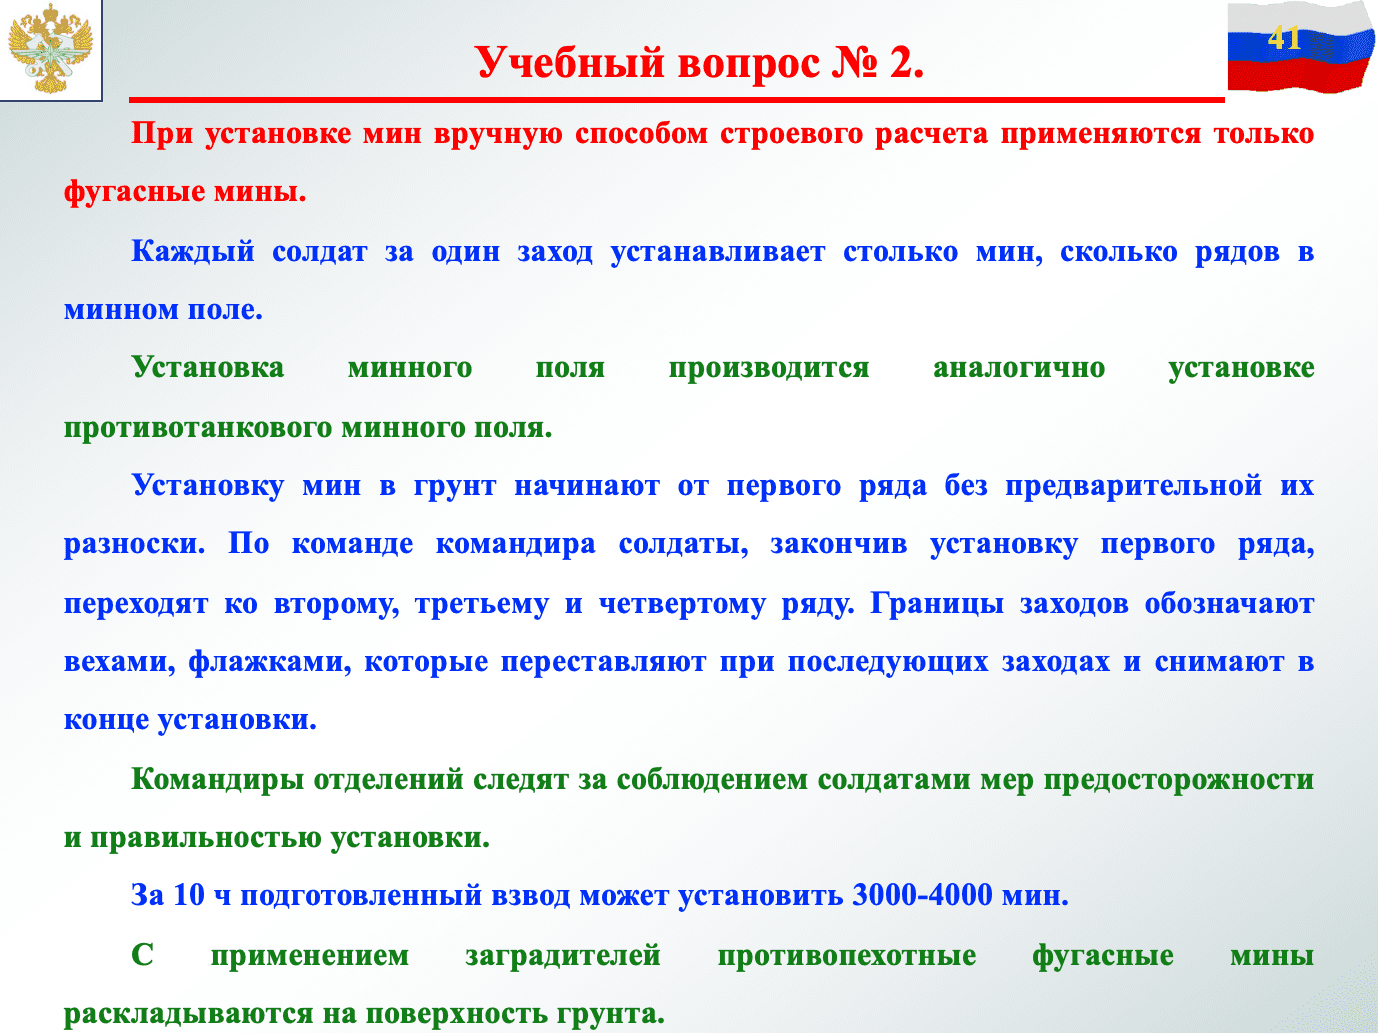 41
Учебный вопрос № 2.
При установке мин вручную способом строевого расчета применяются только
фугасные мины.
Каждый солдат за один заход устанавливает столько мин, сколько рядов в
минном поле.
Установка минного поля производится аналогично установке
противотанкового минного поля.
Установку мин в грунт начинают от первого ряда без предварительной их
разноски. По команде командира солдаты, закончив установку первого ряда,
переходят ко второму, третьему и четвертому ряду. Границы заходов обозначают
вехами, флажками, которые переставляют при последующих заходах и снимают в
конце установки.
Командиры отделений следят за соблюдением солдатами мер предосторожности
и правильностью установки.
За 10 ч подготовленный взвод может установить 3000-4000 мин.
С применением заградителей противопехотные фугасные мины
раскладываются на поверхность грунта.